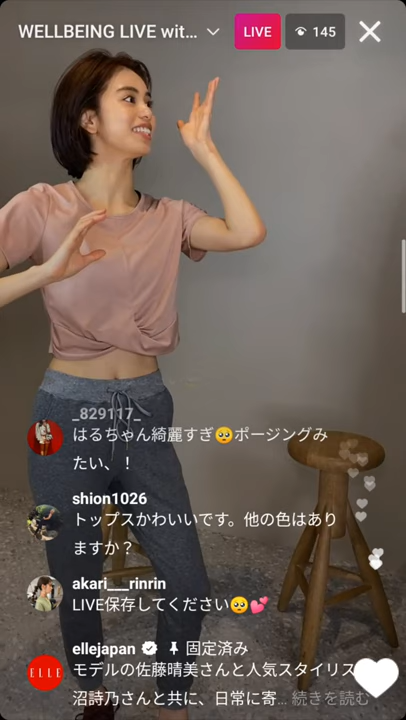 WELLBEING LIVE wit...
LIVE
145
_829117_
はるちゃん綺麗すぎ🥺ポージングみ
たい、！
shion1026
トップスかわいいです。他の色はあり
ますか？
akari___rinrin
LIVE保存してください🥺💕
ellejapan 固定済み
ELLE
モデルの佐藤晴美さんと人気スタイリス
沼詩乃さんと共に、日常に寄... 続きを読む